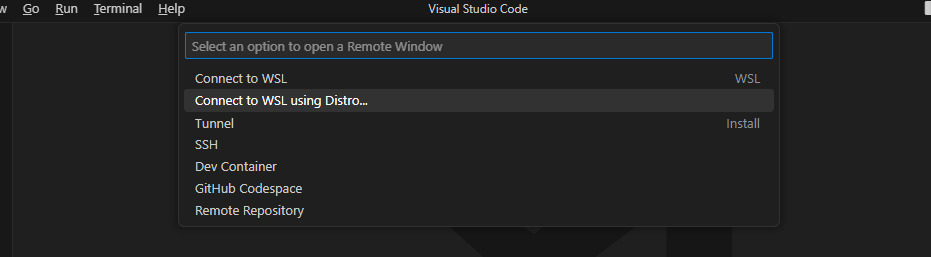 Go Run Terminal Help Visual Studio Code
Select an option to open a Remote Window
Connect to WSL WSL
Connect to WSL using Distro...
Tunnel Install
SSH
Dev Container
GitHub Codespace
Remote Repository